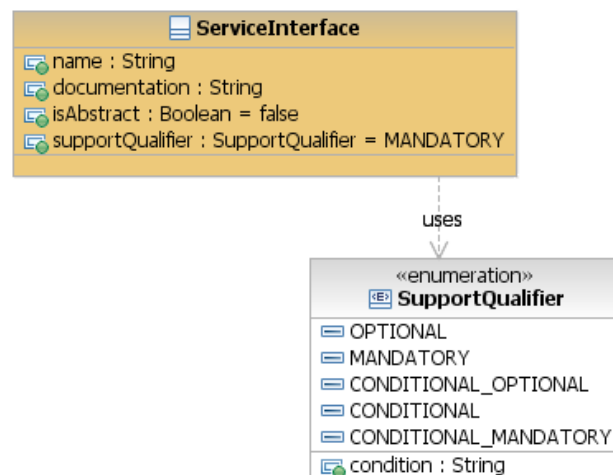 ServiceInterface
name : String
documentation : String
isAbstract : Boolean = false
supportQualifier : SupportQualifier = MANDATORY
uses
«enumeration»
SupportQualifier
OPTIONAL
MANDATORY
CONDITIONAL_OPTIONAL
CONDITIONAL
CONDITIONAL_MANDATORY
condition : String